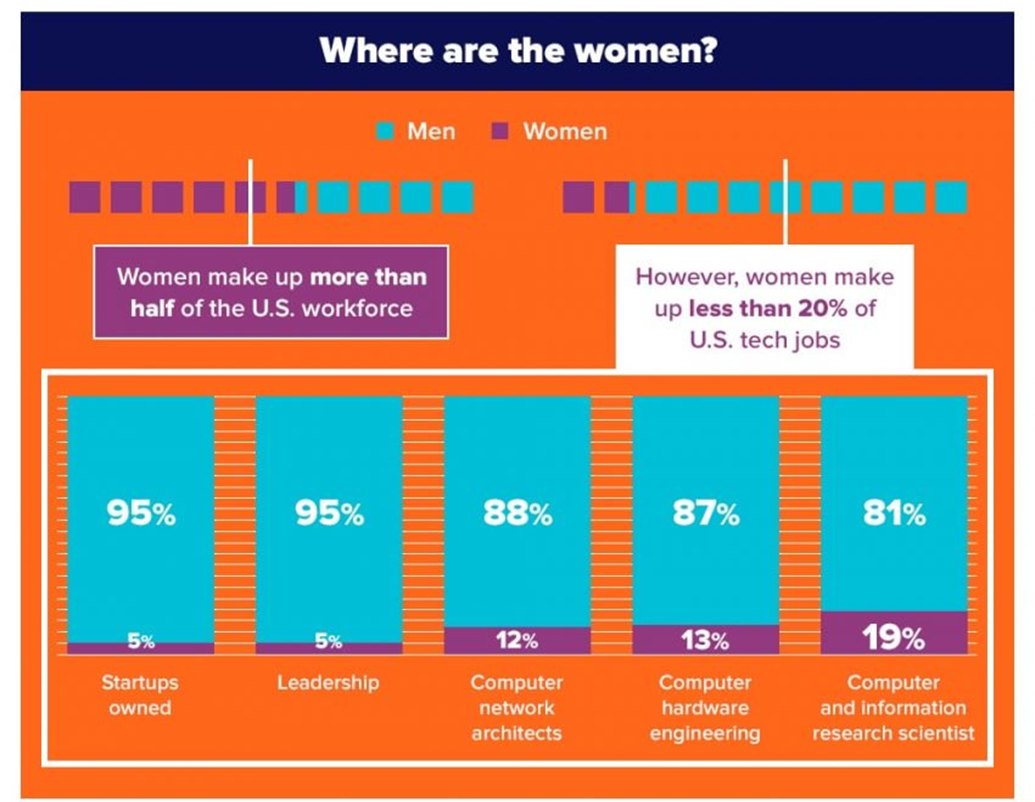 Where are the women?
Men
Women
Women make up more than
half of the U.S. workforce
However, women make
up less than 20% of
U.S. tech jobs
95%
95%
88%
87%
81%
5%
5%
12%
13%
19%
Startups
owned
Leadership
Computer
network
architects
Computer
hardware
engineering
Computer
and information
research scientist